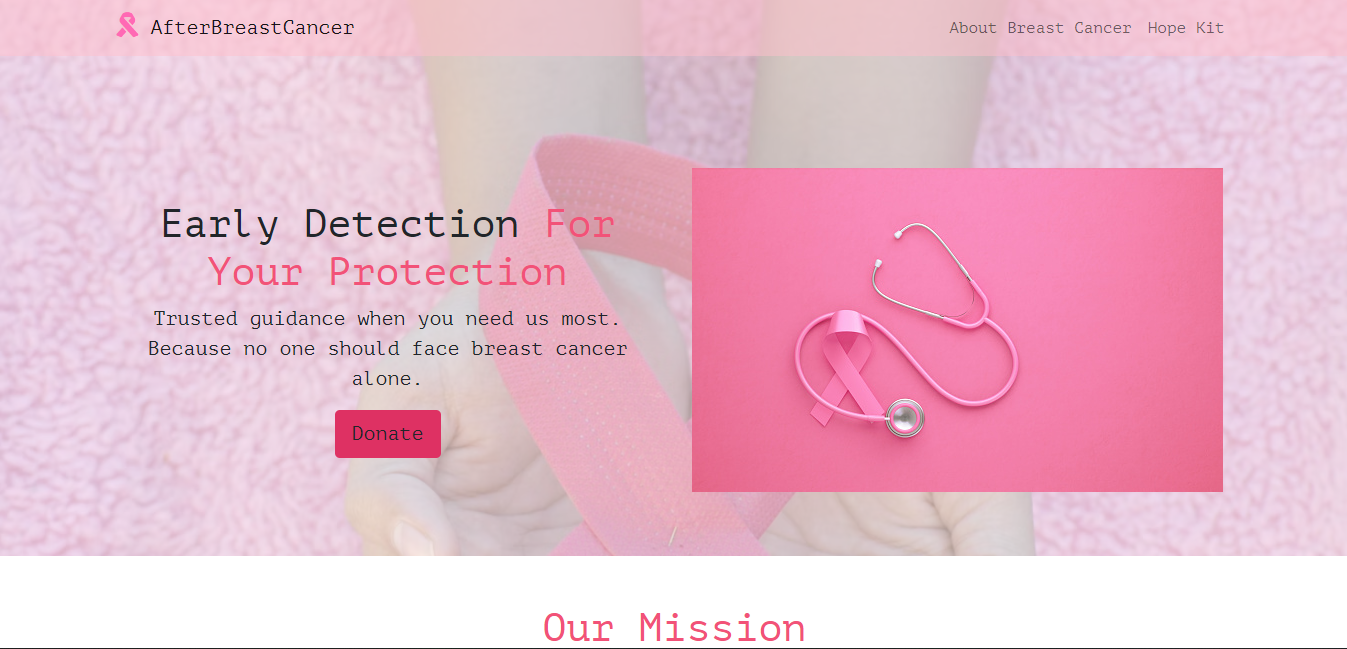 AfterBreastCancer
About Breast Cancer Hope Kit
Early Detection For
Your Protection
Trusted guidance when you need us most.
Because no one should face breast cancer
alone.
Donate
Our Mission